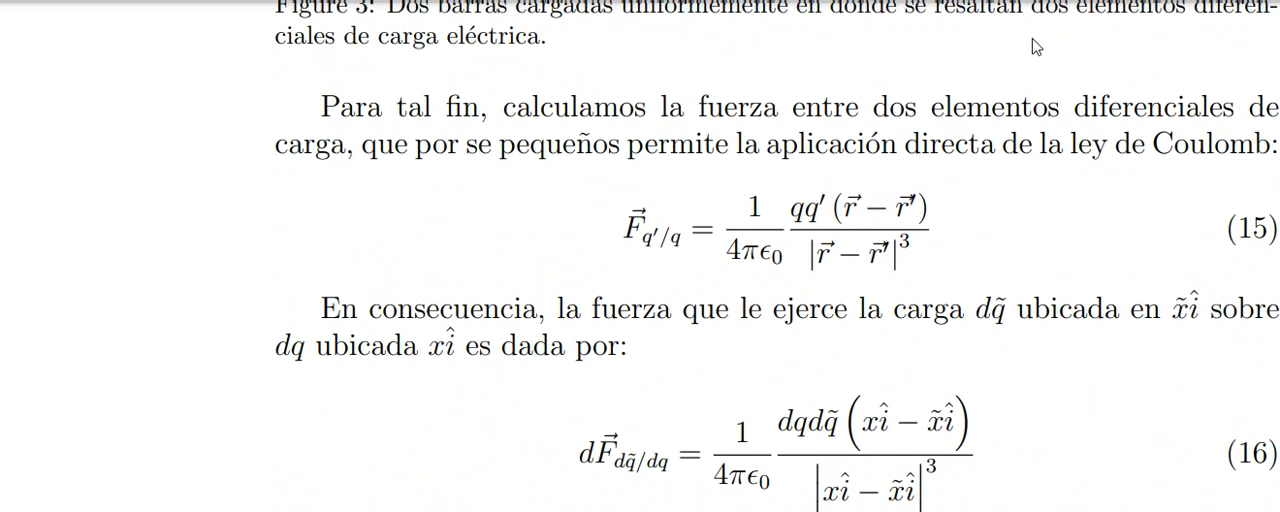 Figure 3: Dos barras cargadas uniformemente en donde se resaltan dos elementos diferen-
ciales de carga eléctrica.
Para tal fin, calculamos la fuerza entre dos elementos diferenciales de
carga, que por se pequeños permite la aplicación directa de la ley de Coulomb:
$\vec{F}_{q'/q} = \frac{1}{4\pi\epsilon_0} \frac{qq'(\vec{r} - \vec{r}')}{|\vec{r} - \vec{r}'|^3}$ (15)
En consecuencia, la fuerza que le ejerce la carga $d\tilde{q}$ ubicada en $\tilde{x}\hat{i}$ sobre
$dq$ ubicada $x\hat{i}$ es dada por:
$d\vec{F}_{d\tilde{q}/dq} = \frac{1}{4\pi\epsilon_0} \frac{dqd\tilde{q}\left(x\hat{i} - \tilde{x}\hat{i}\right)}{\left|x\hat{i} - \tilde{x}\hat{i}\right|^3}$ (16)